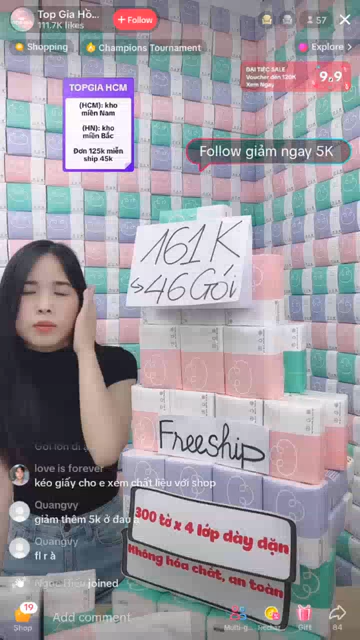 Top Gia Hồ...
+ Follow
57
111.7K likes
Shopping
Champions Tournament
Explore >
ĐẠI TIỆC SALE
Voucher đến 120K
Xem Ngay
9.9
TOPGIA HCM
(HCM): kho
miền Nam
(HN): kho
miền Bắc
Đơn 125k miễn
ship 45k
Follow giảm ngay 5K
161K
46 Gói
Freeship
300 tờ x 4 lớp dày dặn
Không hóa chất, an toàn
love is forever
kéo giấy cho e xém chất liệu với shop
Quangvy
giảm thêm 5k ở đau
Quangvy
fl rà
joined
19
Shop
Add comment
84